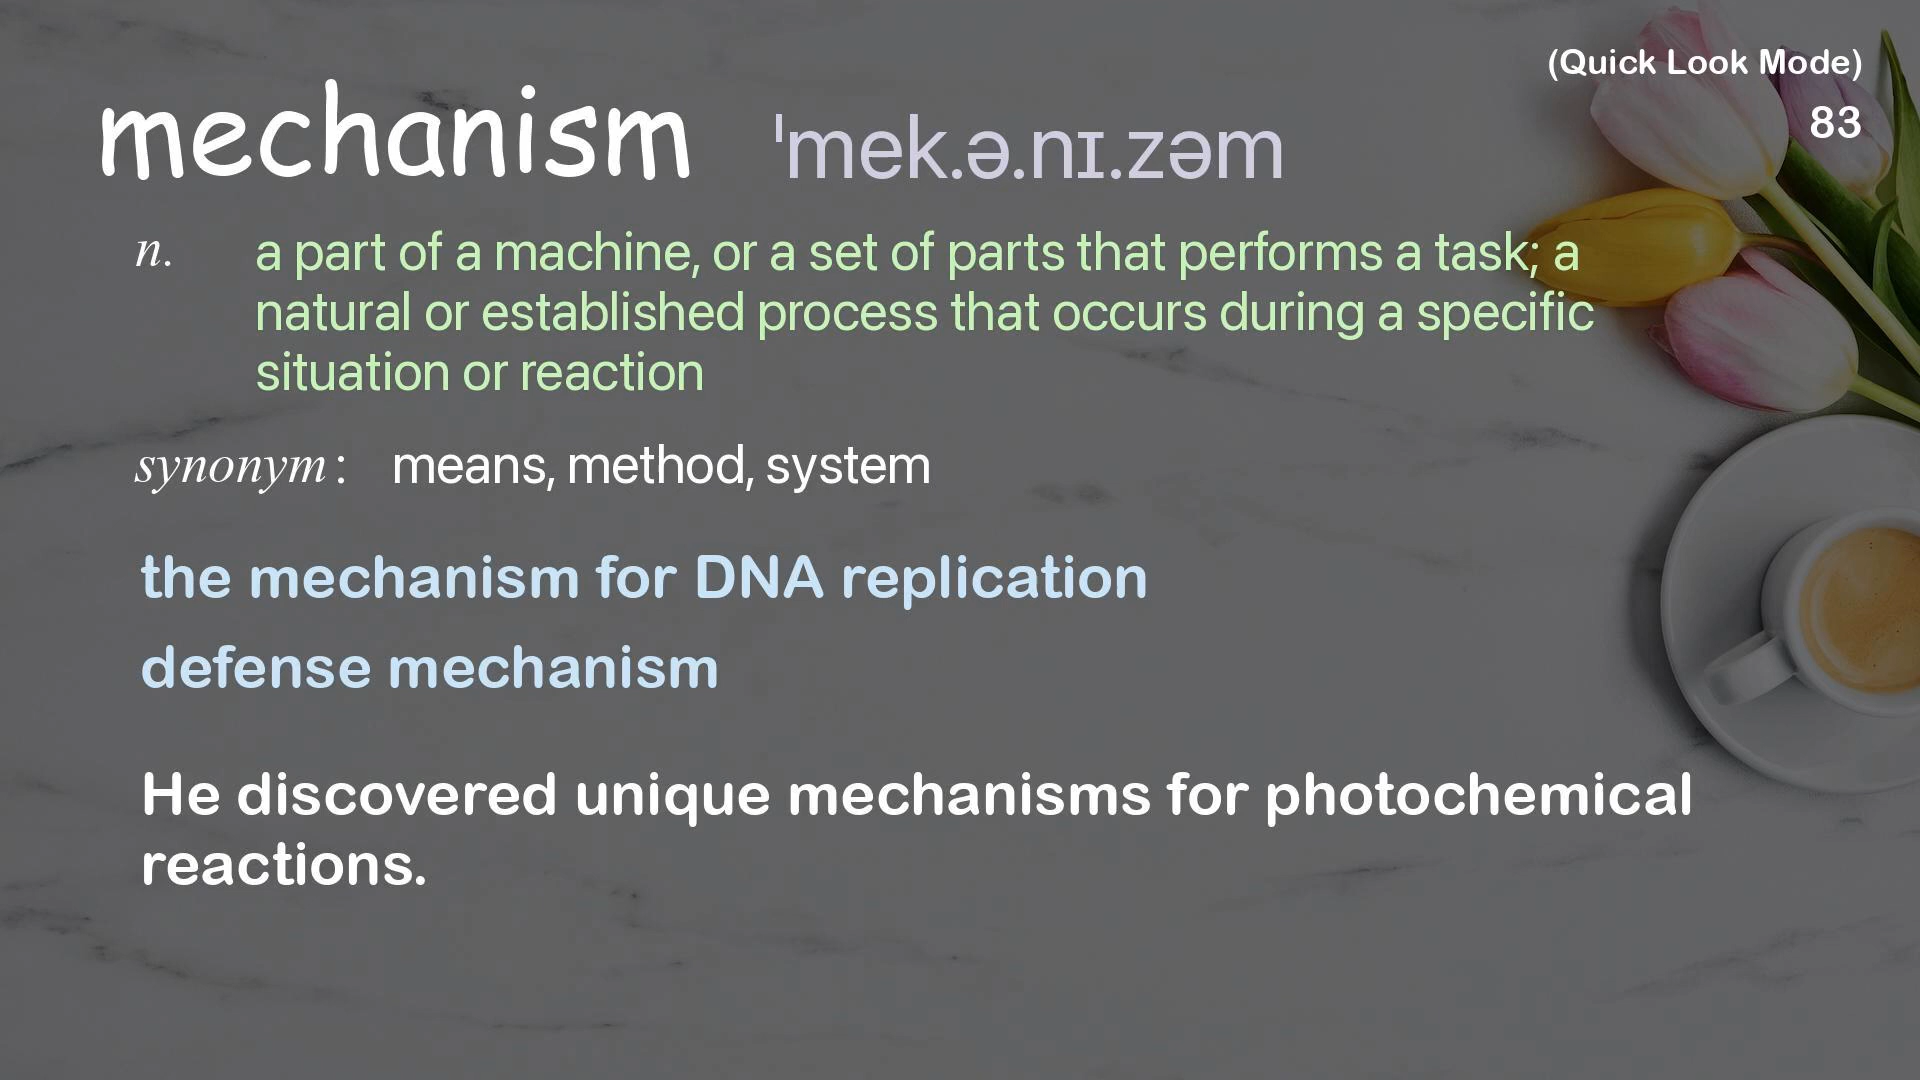 (Quick Look Mode)
83
mechanism ˈmek.ə.nɪ.zəm
n. a part of a machine, or a set of parts that performs a task; a
natural or established process that occurs during a specific
situation or reaction
synonym : means, method, system
the mechanism for DNA replication
defense mechanism
He discovered unique mechanisms for photochemical
reactions.